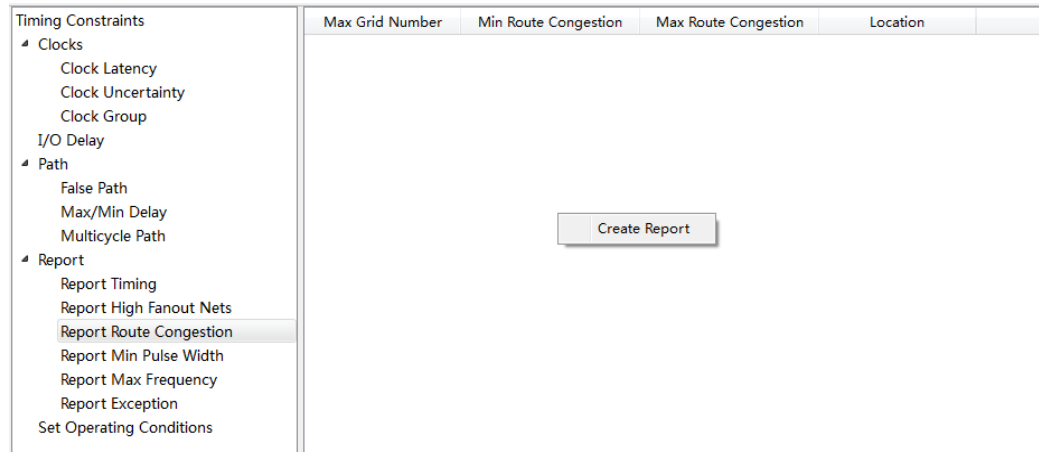 Timing Constraints
Clocks
Clock Latency
Clock Uncertainty
Clock Group
I/O Delay
Path
False Path
Max/Min Delay
Multicycle Path
Report
Report Timing
Report High Fanout Nets
Report Route Congestion
Report Min Pulse Width
Report Max Frequency
Report Exception
Set Operating Conditions
Max Grid Number Min Route Congestion Max Route Congestion Location
Create Report